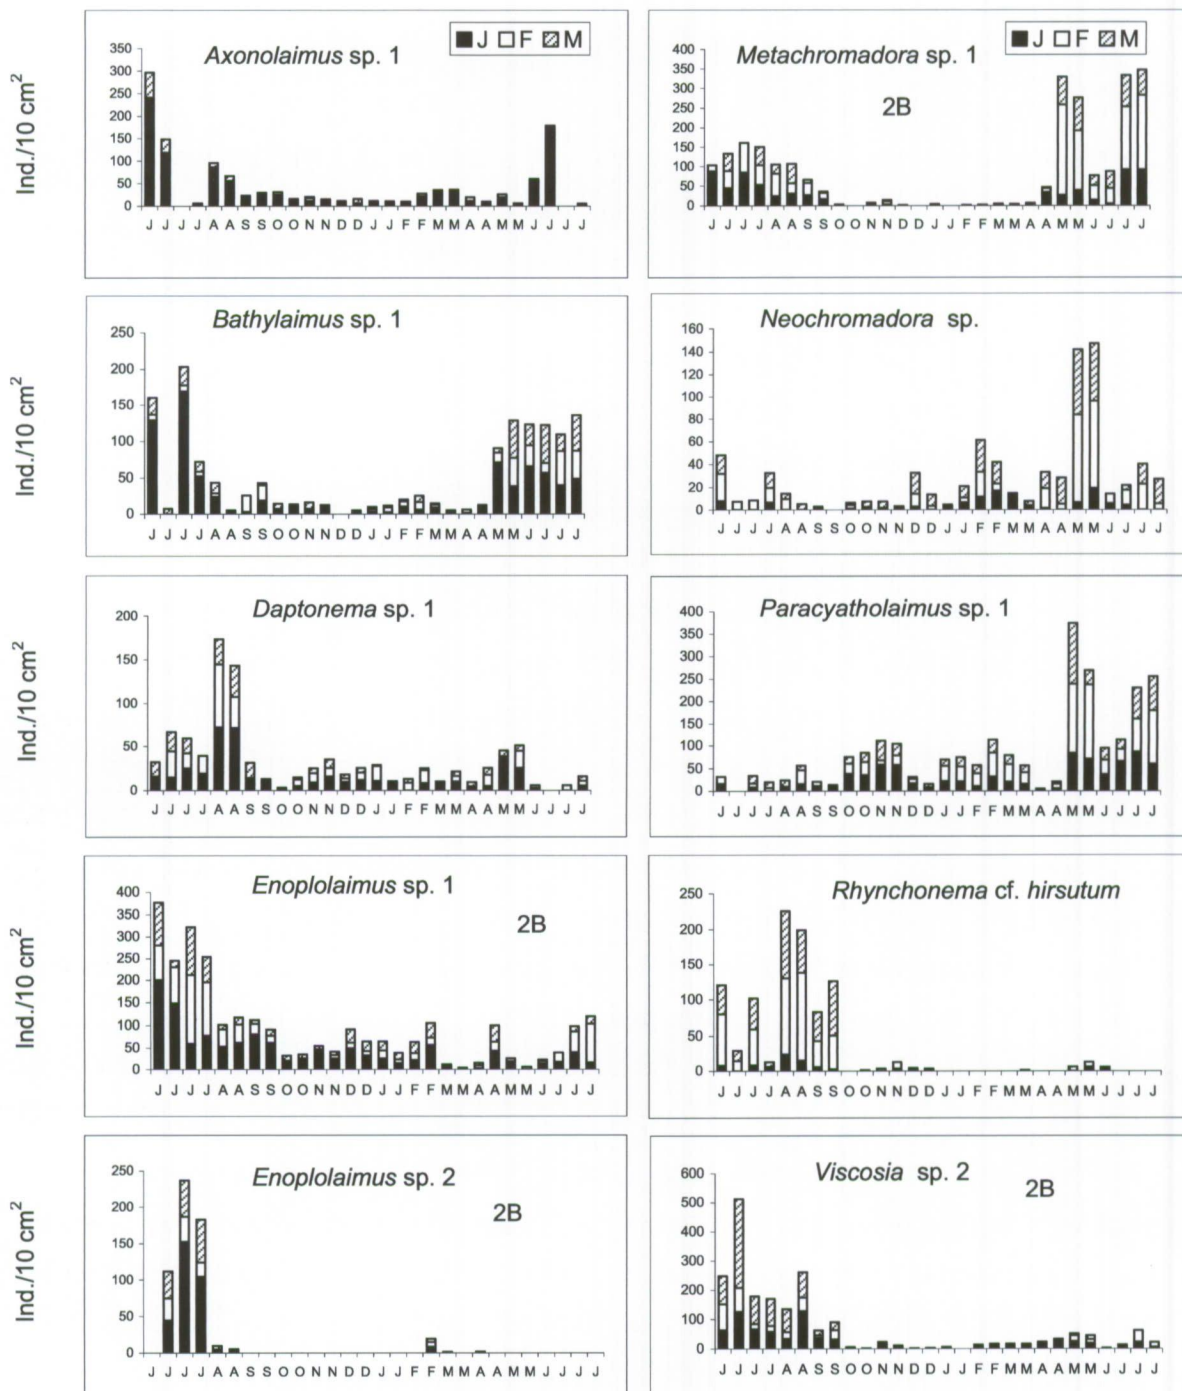 Axonolaimus sp. 1
J F M
Ind./10 cm²
350
300
250
200
150
100
50
0
J J J J A A S S O O N N D D J J F F M M A A M M J J J J
Metachromadora sp. 1
J F M
2B
400
350
300
250
200
150
100
50
0
J J J J A A S S O O N N D D J J F F M M A A M M J J J J
Bathylaimus sp. 1
Ind./10 cm²
250
200
150
100
50
0
J J J J A A S S O O N N D D J J F F M M A A M M J J J J
Neochromadora sp.
160
140
120
100
80
60
40
20
0
J J J J A A S S O O N N D D J J F F M M A A M M J J J J
Daptonema sp. 1
Ind./10 cm²
200
150
100
50
0
J J J J A A S S O O N N D D J J F F M M A A M M J J J J
Paracyatholaimus sp. 1
400
350
300
250
200
150
100
50
0
J J J J A A S S O O N N D D J J F F M M A A M M J J J J
Enoplolaimus sp. 1
2B
Ind./10 cm²
400
350
300
250
200
150
100
50
0
J J J J A A S S O O N N D D J J F F M M A A M M J J J J
Rhynchonema cf. hirsutum
250
200
150
100
50
0
J J J J A A S S O O N N D D J J F F M M A A M M J J J J
Enoplolaimus sp. 2
2B
Ind./10 cm²
250
200
150
100
50
0
J J J J A A S S O O N N D D J J F F M M A A M M J J J J
Viscosia sp. 2
2B
600
500
400
300
200
100
0
J J J J A A S S O O N N D D J J F F M M A A M M J J J J